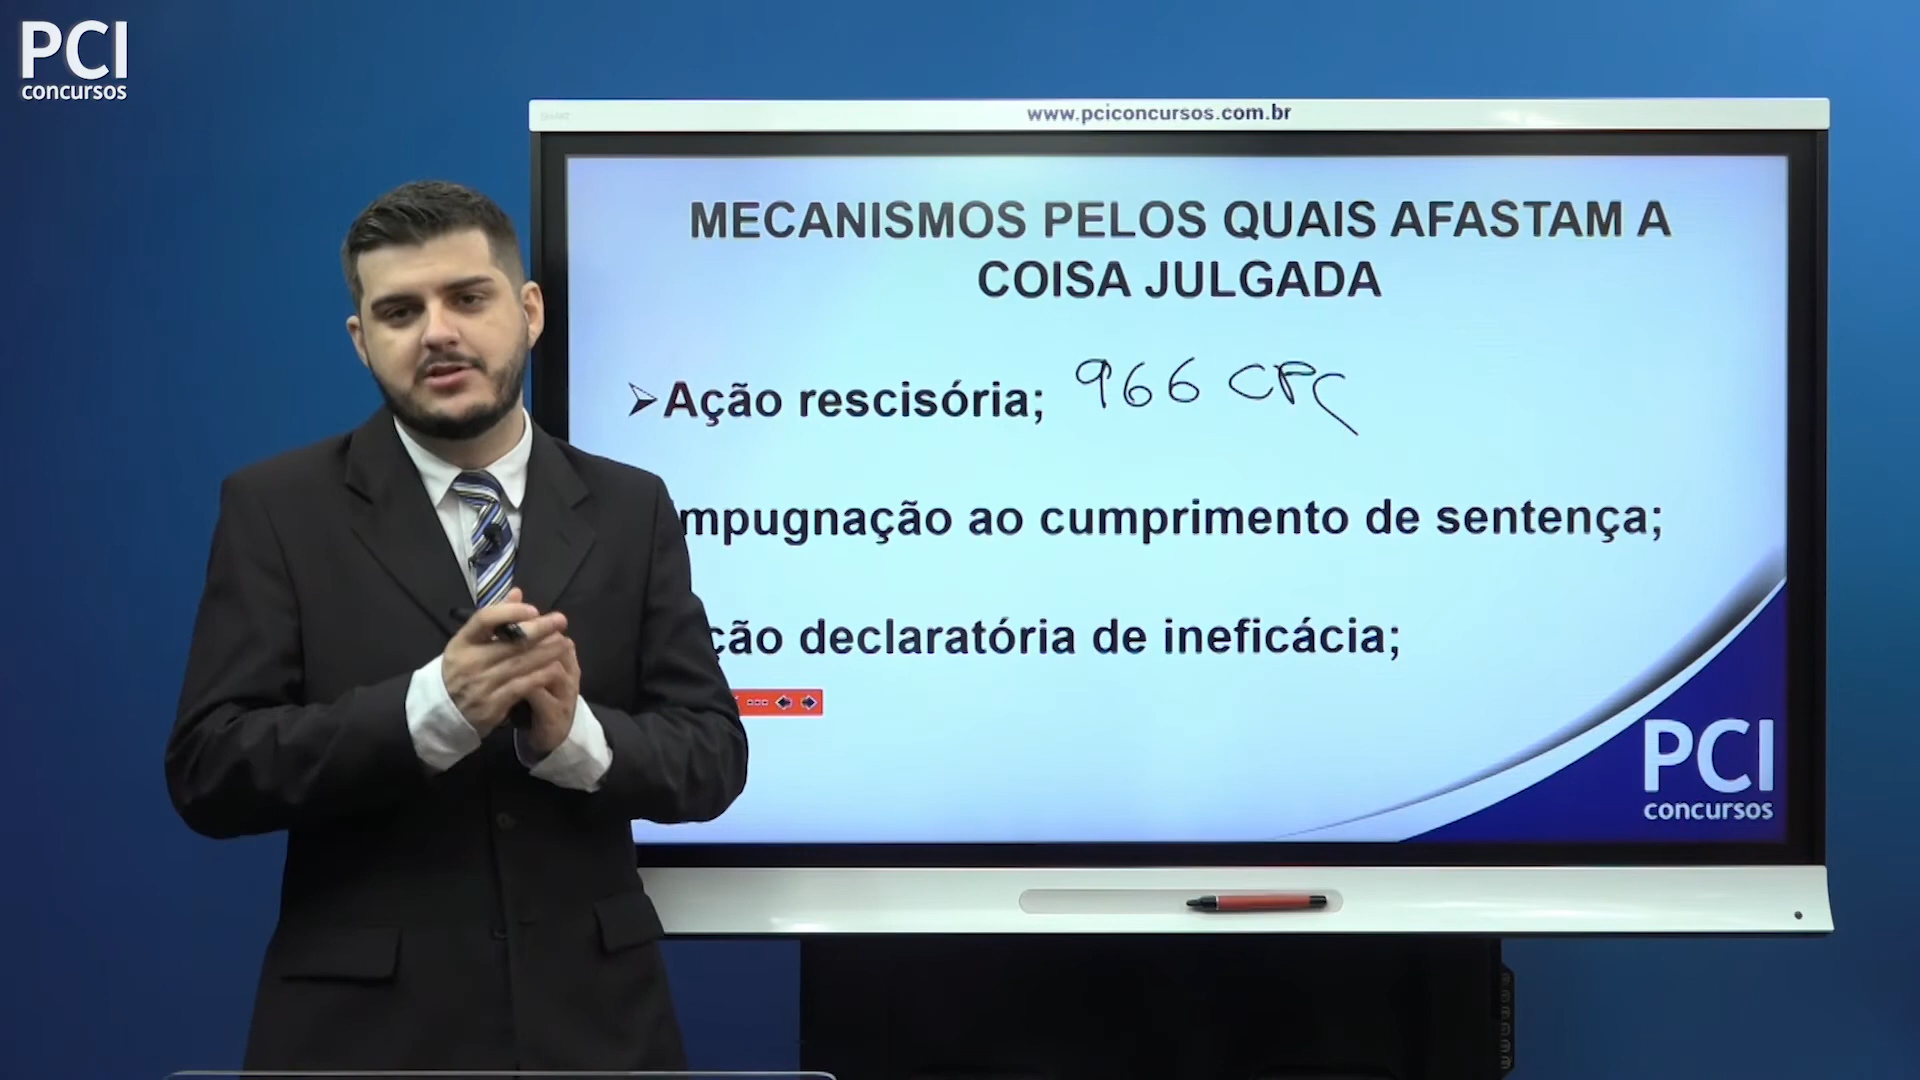 PCI
concursos
www.pciconcursos.com.br
MECANISMOS PELOS QUAIS AFASTAM A
COISA JULGADA
➢Ação rescisória; 966 CPC
mpugnação ao cumprimento de sentença;
ção declaratória de ineficácia;
PCI
concursos